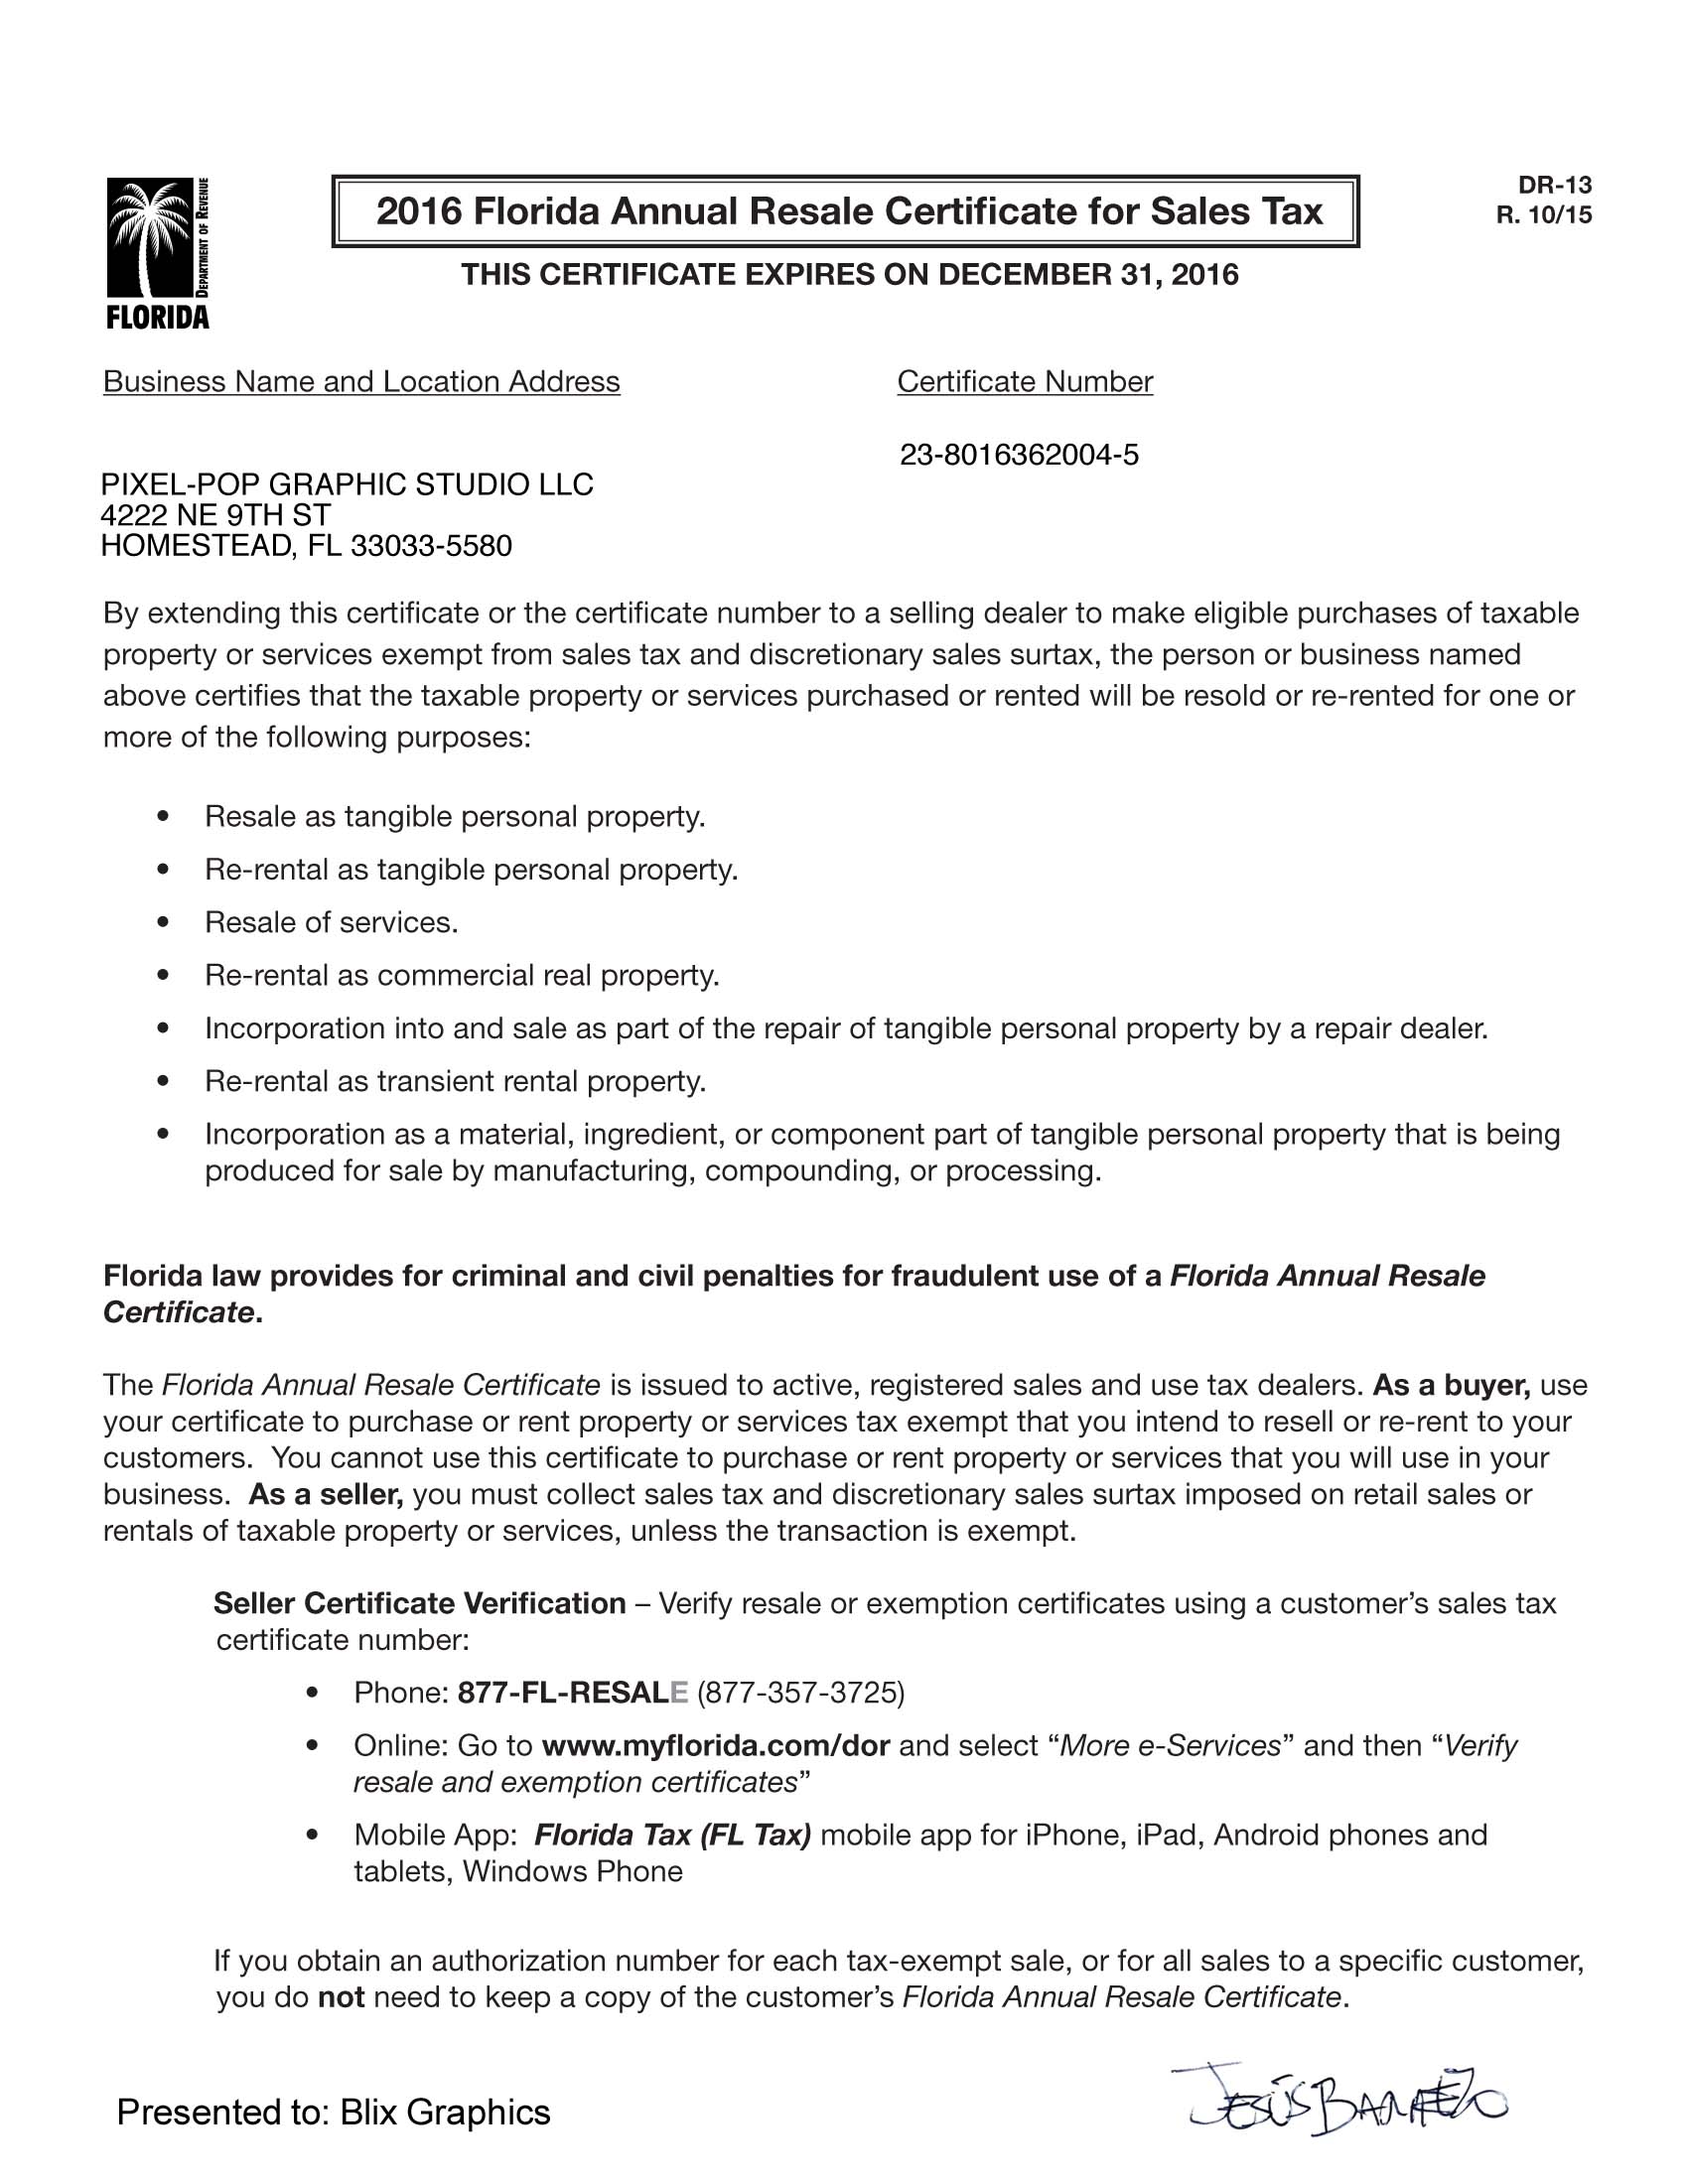 DEPARTMENT OF REVENUE
FLORIDA
2016 Florida Annual Resale Certificate for Sales Tax
DR-13
R. 10/15
THIS CERTIFICATE EXPIRES ON DECEMBER 31, 2016
Business Name and Location Address
Certificate Number
23-8016362004-5
PIXEL-POP GRAPHIC STUDIO LLC
4222 NE 9TH ST
HOMESTEAD, FL 33033-5580
By extending this certificate or the certificate number to a selling dealer to make eligible purchases of taxable
property or services exempt from sales tax and discretionary sales surtax, the person or business named
above certifies that the taxable property or services purchased or rented will be resold or re-rented for one or
more of the following purposes:
• Resale as tangible personal property.
• Re-rental as tangible personal property.
• Resale of services.
• Re-rental as commercial real property.
• Incorporation into and sale as part of the repair of tangible personal property by a repair dealer.
• Re-rental as transient rental property.
• Incorporation as a material, ingredient, or component part of tangible personal property that is being
produced for sale by manufacturing, compounding, or processing.
Florida law provides for criminal and civil penalties for fraudulent use of a Florida Annual Resale
Certificate.
The Florida Annual Resale Certificate is issued to active, registered sales and use tax dealers. As a buyer, use
your certificate to purchase or rent property or services tax exempt that you intend to resell or re-rent to your
customers. You cannot use this certificate to purchase or rent property or services that you will use in your
business. As a seller, you must collect sales tax and discretionary sales surtax imposed on retail sales or
rentals of taxable property or services, unless the transaction is exempt.
Seller Certificate Verification – Verify resale or exemption certificates using a customer’s sales tax
certificate number:
• Phone: 877-FL-RESALE (877-357-3725)
• Online: Go to www.myflorida.com/dor and select “More e-Services” and then “Verify
resale and exemption certificates”
• Mobile App: Florida Tax (FL Tax) mobile app for iPhone, iPad, Android phones and
tablets, Windows Phone
If you obtain an authorization number for each tax-exempt sale, or for all sales to a specific customer,
you do not need to keep a copy of the customer’s Florida Annual Resale Certificate.
Presented to: Blix Graphics
JESÚS